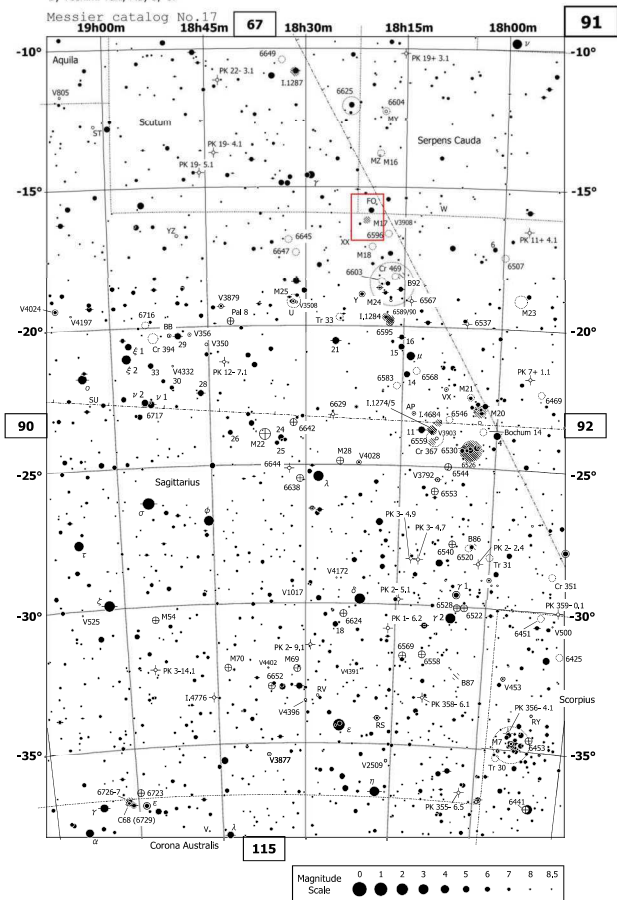 Messier catalog No.17
67
91
19h00m 18h45m 18h30m 18h15m 18h00m
-10° -10°
Aquila
6649
ν
PK 19+ 3.1
PK 22- 3.1
I.1287
V805
6625
6604
MY
Scutum
ST
Serpens Cauda
PK 19- 4.1
MZ M16
PK 19- 5.1
γ
-15° -15°
FO
W
M17 V3908
YZ
6645
XX
6596
PK 11+ 4.1
6647
M18
6
6507
6603
Cr 469
M25
B92
V3879
V3508
Y
M24
6567
M23
V4024
V4197
6716
Pal 8
U
Tr 33
I.1284
6589/90
6537
6595
-20° -20°
BB
α
V356
29
Cr 394
V350
16
21
15
ξ 1
ξ 2
33
V4332
PK 12- 7.1
μ
6568
PK 7+ 1.1
ο
30
14
6583
VX
M21
SU
ν 2
ν 1
28
AP
6469
6717
6629
I.1274/5
I.4684
6546
M20
6642
90
92
26
24
11
V3903
Bochum 14
M22
25
6559
4
Cr 367
6530
6526
-25° -25°
6644
M28
V4028
6544
6638
λ
V3792
6553
Sagittarius
σ
φ
PK 3- 4.9
PK 3- 4.7
B86
τ
6540
6520
PK 2- 2.4
Tr 31
V4172
Cr 351
V1017
δ
PK 2- 5.1
γ 1
ζ
6528
6522
PK 359- 0.1
-30° -30°
V525
M54
18
6624
PK 1- 6.2
γ 2
6451
V500
PK 2- 9.1
6569
6558
6425
M70
V4402
M69
V4391
PK 3-14.1
6652
B87
V453
I.4776
RV
V4396
PK 358- 6.1
Scorpius
PK 356- 4.1
ε
RS
RY
M7
6453
-35° -35°
V3877
V2509
Tr 30
6726-7
6723
η
ε
PK 355- 6.5
6441
γ
C68 (6729)
α
V.
λ
Corona Australis
115
Magnitude
Scale
0 1 2 3 4 5 6 7 8 8,5